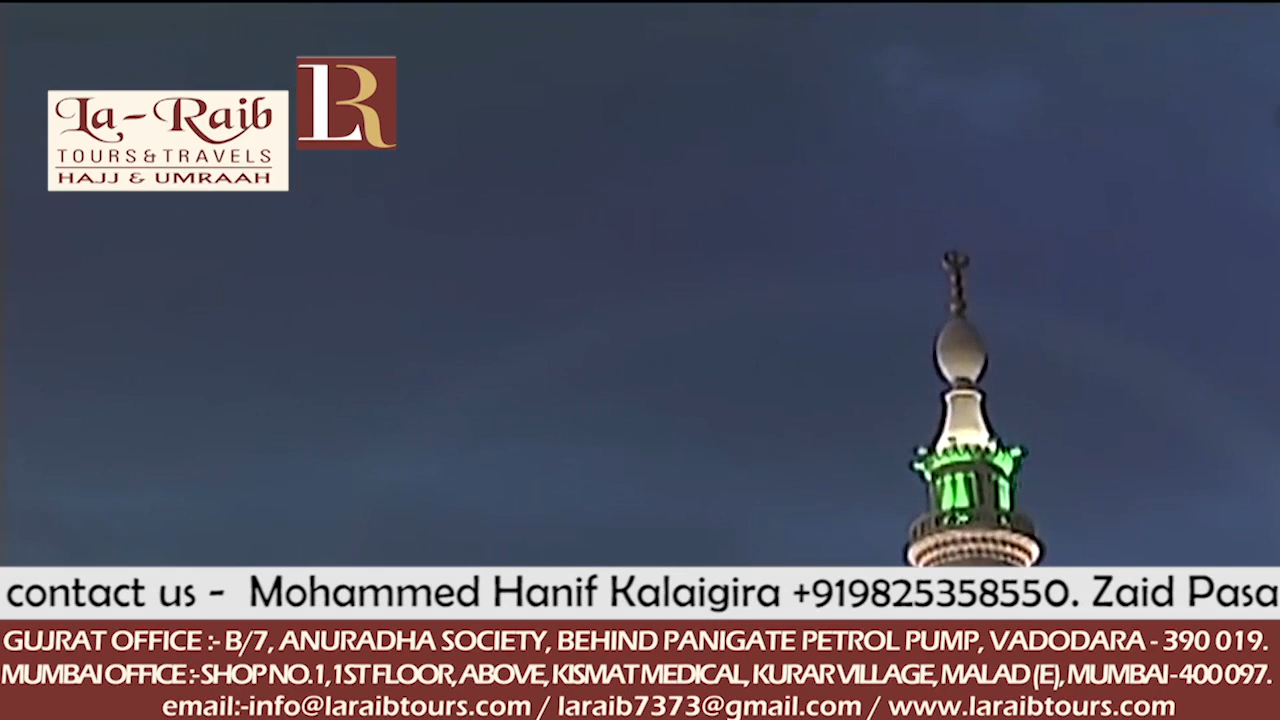 La-Raib
TOURS & TRAVELS
HAJJ & UMRAAH
LR
contact us - Mohammed Hanif Kalaigira +919825358550. Zaid Pasa
GUJRAT OFFICE :- B/7, ANURADHA SOCIETY, BEHIND PANIGATE PETROL PUMP, VADODARA - 390 019.
MUMBAI OFFICE :- SHOP NO. 1, 1ST FLOOR, ABOVE, KISMAT MEDICAL, KURAR VILLAGE, MALAD (E), MUMBAI - 400 097.
email:-info@laraibtours.com / laraib7373@gmail.com / www.laraibtours.com